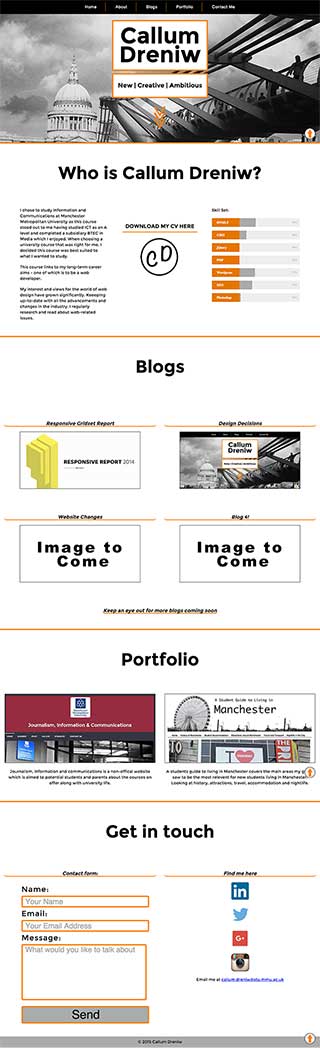 Home About Blogs Portfolio Contact Me
Callum
Dreniw
New | Creative | Ambitious
Who is Callum Dreniw?
I chose to study Information and
Communications at Manchester
Metropolitan University as this course
stood out to me having studied ICT as an A
level and completed a subsidiary BTEC in
Media which I enjoyed. When choosing a
university course that was right for me, I
decided this course was best suited to
what I wanted to study.
This course links to my long-term career
aims - one of which is to be a web
developer.
My interest and views for the world of web
design have grown significantly. Keeping
up-to-date with all the advancements and
changes in the industry. I regularly
research and read about web-related
issues.
DOWNLOAD MY CV HERE
CD
Skill Set:
HTML5
CSS3
jQuery
PHP
Wordpress
SEO
Photoshop
Blogs
Responsive Gridset Report
Design Decisions
RESPONSIVE REPORT 2014
Callum
Dreniw
New | Creative | Ambitious
Website Changes
Blog 4!
Image to
Come
Image to
Come
Keep an eye out for more blogs coming soon
Portfolio
Journalism, Information & Communications
A Student Guide to Living in
Manchester
Journalism, Information and communications is a non-offical website
which is aimed to potential students and parents about the courses on
offer along with university life.
A students guide to living in Manchester covers the main areas my
saw to be the most relevent for new students living in Manchester
Looking at history, attractions, travel, accommodation and nightlife.
Get in touch
Contact form:
Find me here
Name:
Your Name
Email:
Your Email Address
Message:
What would you like to talk about
Send
Email me at callum.dreniw@stu.mmu.ac.uk
© 2015 Callum Dreniw